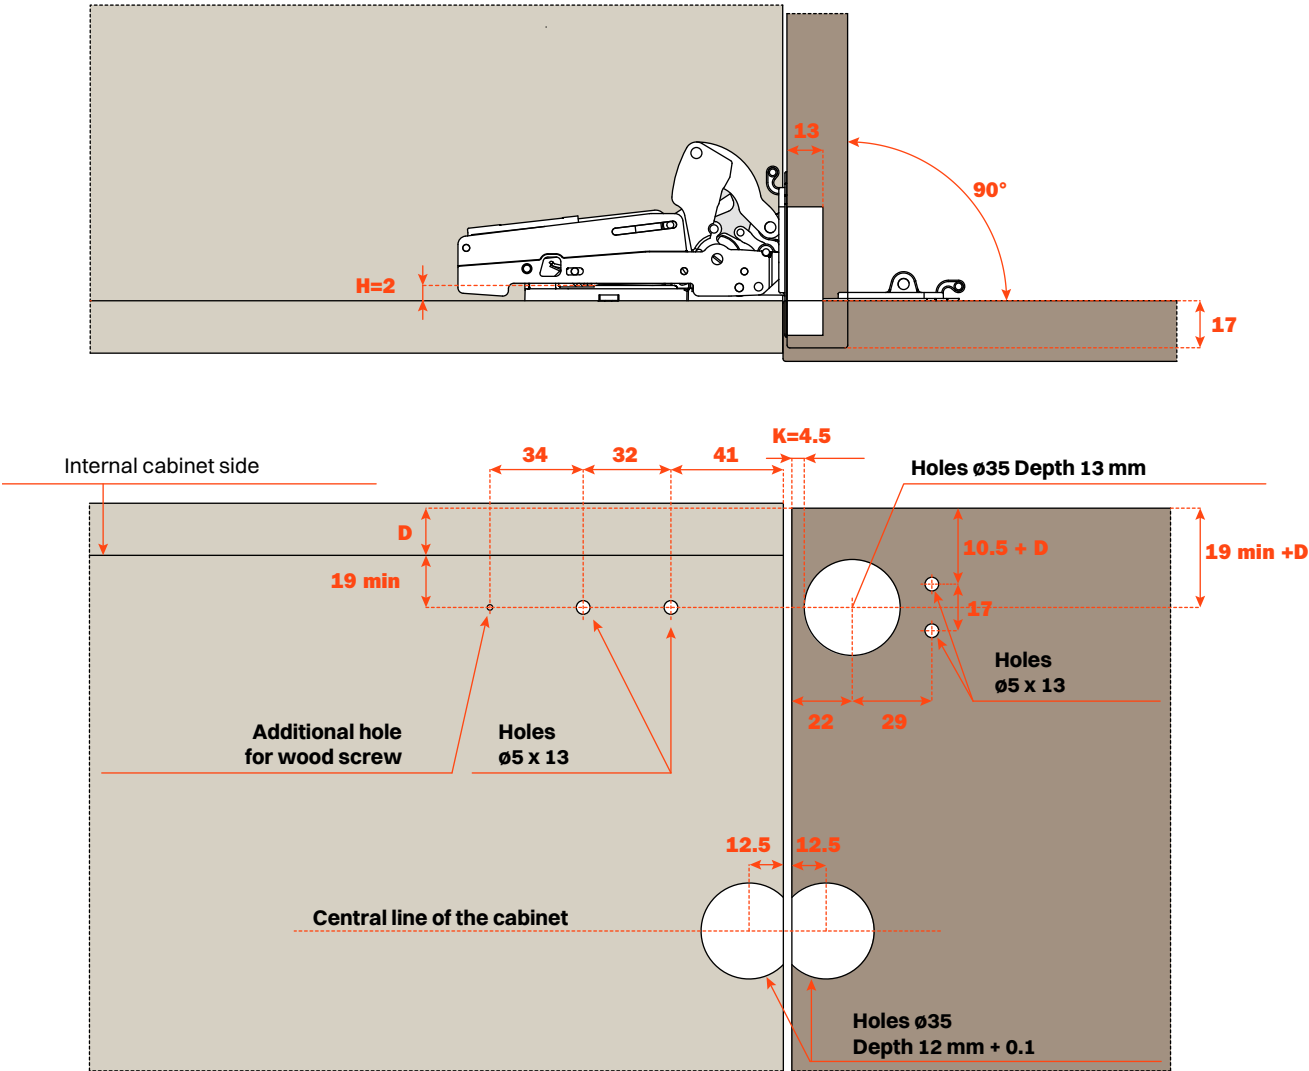 13
90°
H=2
17
K=4.5
34
32
41
Internal cabinet side
Holes ø35 Depth 13 mm
D
10.5 + D
19 min +D
19 min
17
Holes
ø5 x 13
22
29
Additional hole
for wood screw
Holes
ø5 x 13
12.5
12.5
Central line of the cabinet
Holes ø35
Depth 12 mm + 0.1